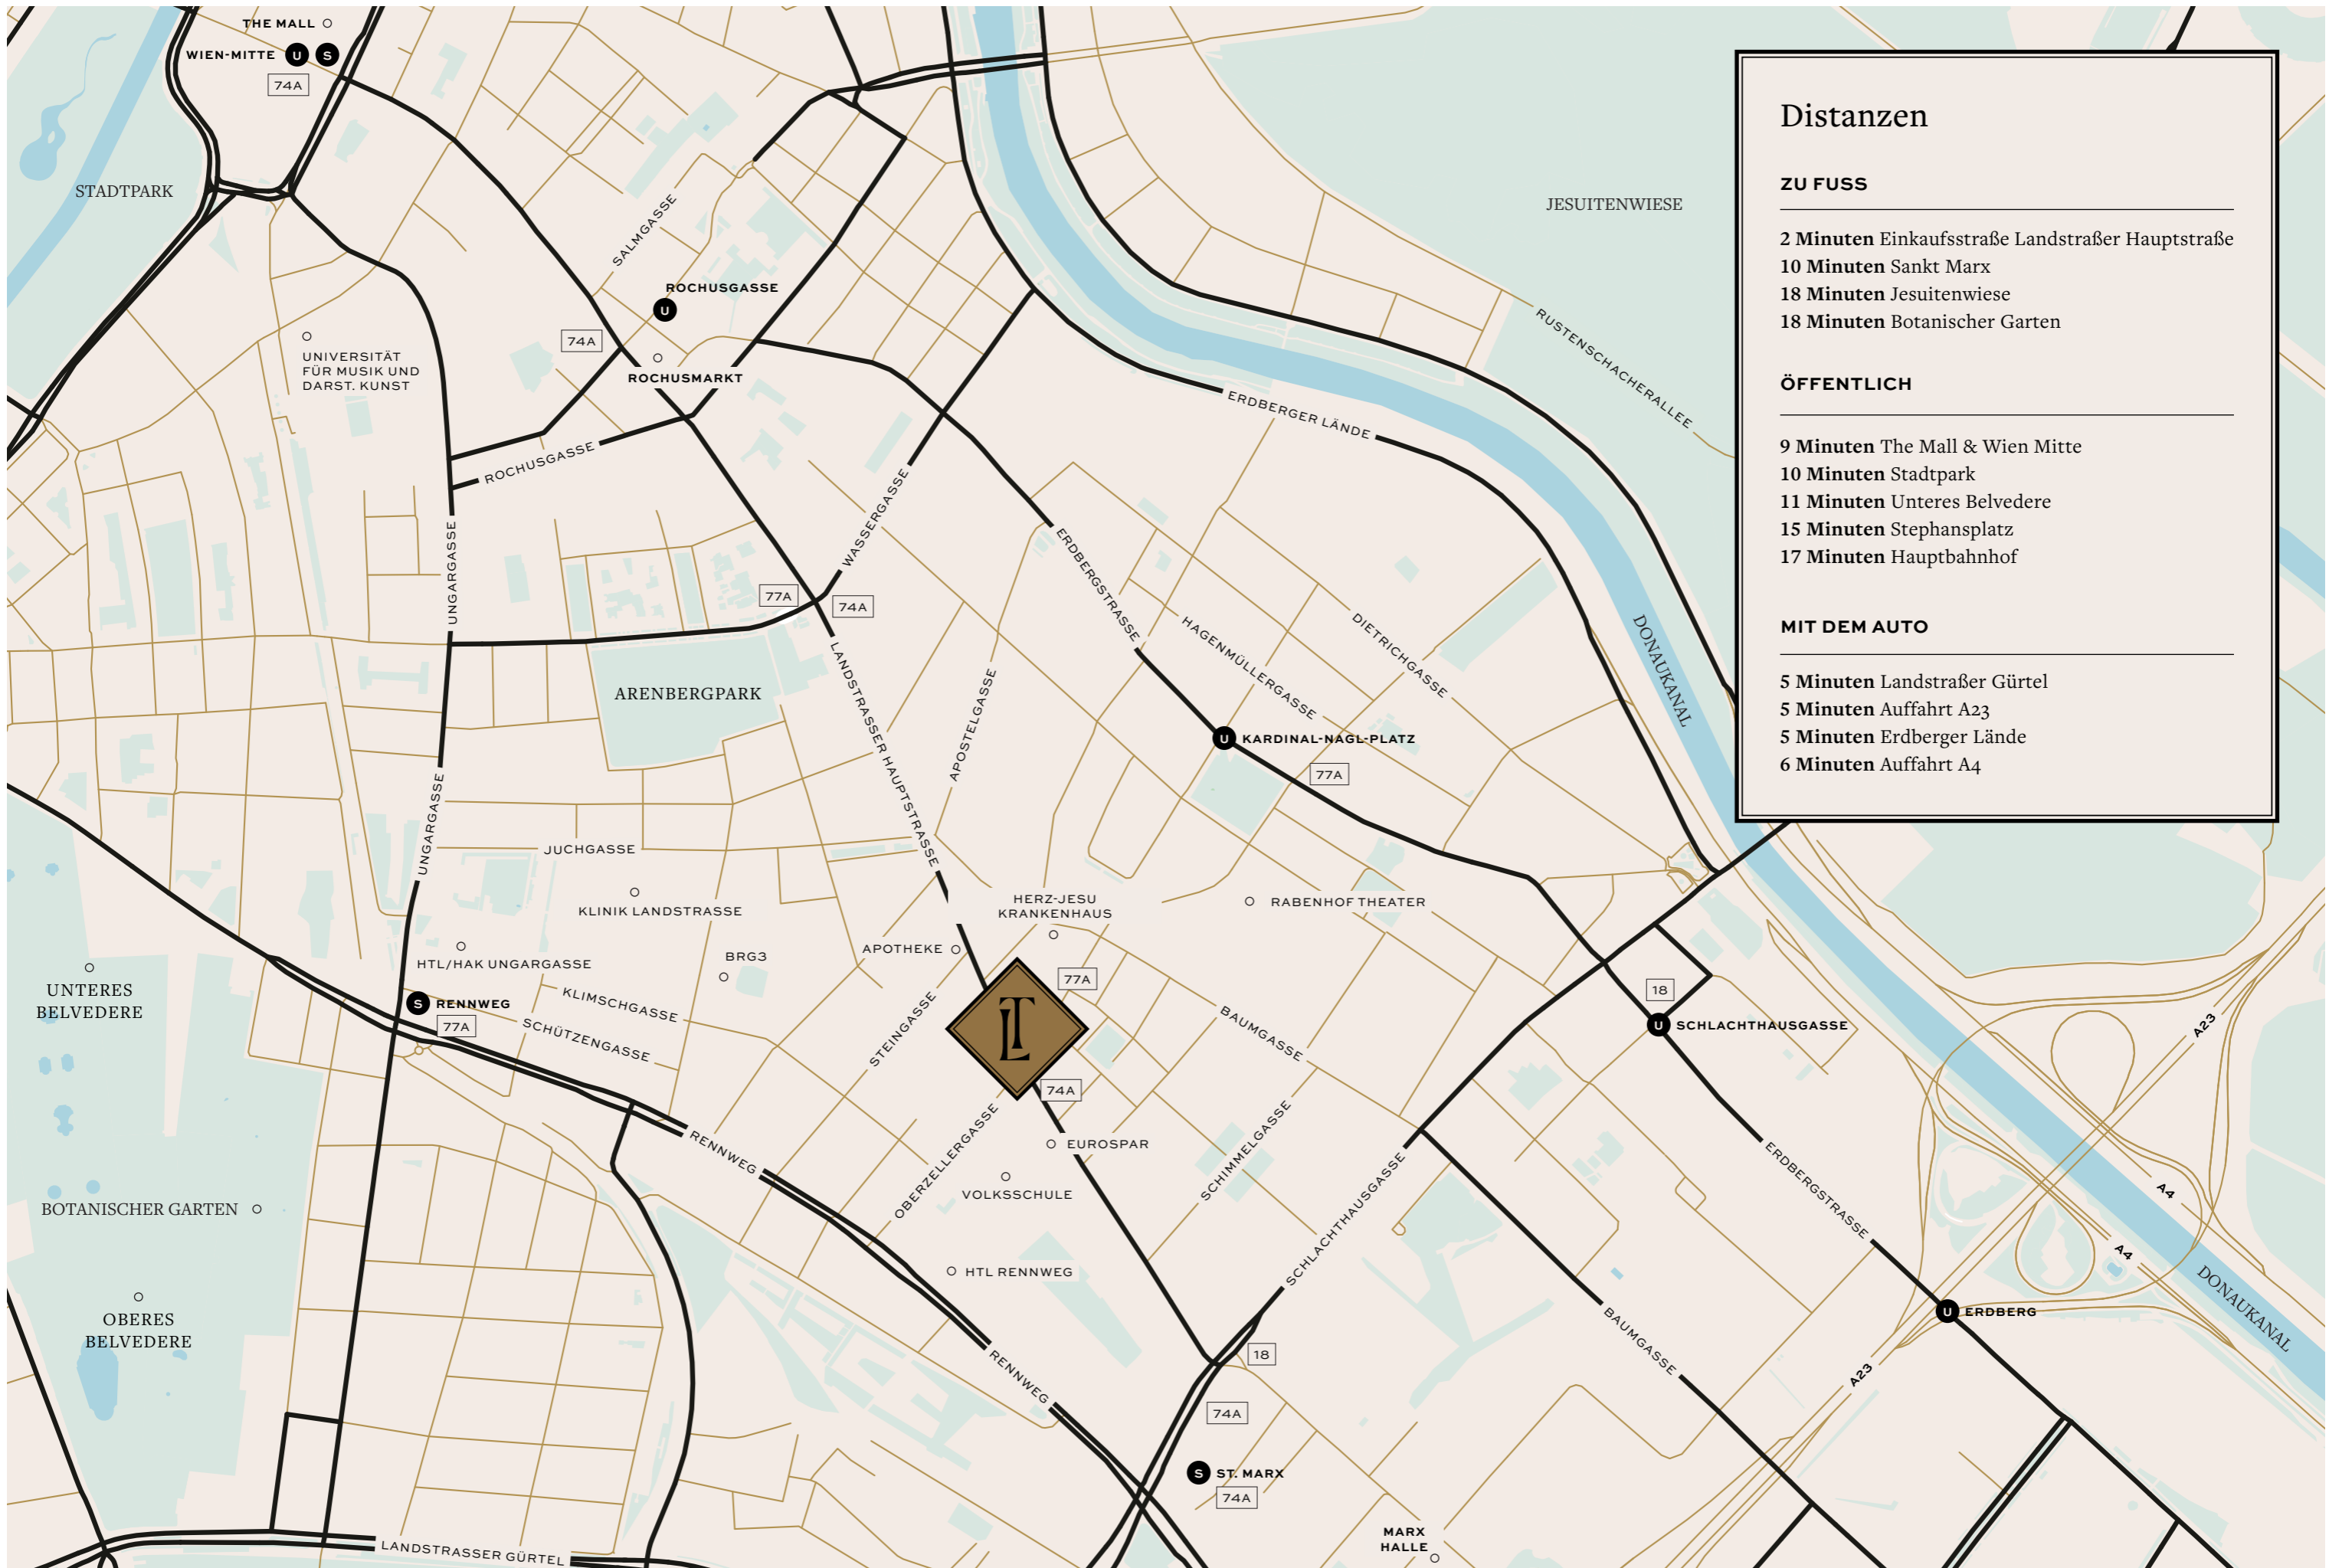 THE MALL
WIEN-MITTE U S
74A
STADTPARK
SALMGASSE
ROCHUSGASSE
U
74A
ROCHUSMARKT
UNIVERSITÄT
FÜR MUSIK UND
DARST. KUNST
ROCHUSGASSE
UNGARGASSE
WASSERGASSE
77A
74A
ARENBERGPARK
LANDSTRASSER HAUPTSTRASSE
APOSTELGASSE
ERDBERGER LÄNDE
ERDBERGSTRASSE
HAGENMÜLLERGASSE
DIETRICHGASSE
JESUITENWIESE
RUSTENSCHACHERALLEE
DONAUKANAL
U KARDINAL-NAGL-PLATZ
77A
UNGARGASSE
JUCHGASSE
KLINIK LANDSTRASSE
HERZ-JESU
KRANKENHAUS
RABENHOF THEATER
APOTHEKE
BRG3
HTL/HAK UNGARGASSE
UNTERES
BELVEDERE
S RENNWEG
77A
KLIMSCHGASSE
SCHÜTZENGASSE
STEINGASSE
77A
LT
74A
BAUMGASSE
18
U SCHLACHTHAUSGASSE
A23
RENNWEG
OBERZELLERGASSE
EUROSPAR
VOLKSSCHULE
SCHIMMELGASSE
SCHLACHTHAUSGASSE
ERDBERGSTRASSE
A4
A4
DONAUKANAL
BOTANISCHER GARTEN
HTL RENNWEG
OBERES
BELVEDERE
U ERDBERG
BAUMGASSE
A23
RENNWEG
18
74A
S ST. MARX
74A
MARX
HALLE
LANDSTRASSER GÜRTEL
Distanzen
ZU FUSS
2 Minuten Einkaufsstraße Landstraßer Hauptstraße
10 Minuten Sankt Marx
18 Minuten Jesuitenwiese
18 Minuten Botanischer Garten
ÖFFENTLICH
9 Minuten The Mall & Wien Mitte
10 Minuten Stadtpark
11 Minuten Unteres Belvedere
15 Minuten Stephansplatz
17 Minuten Hauptbahnhof
MIT DEM AUTO
5 Minuten Landstraßer Gürtel
5 Minuten Auffahrt A23
5 Minuten Erdberger Lände
6 Minuten Auffahrt A4